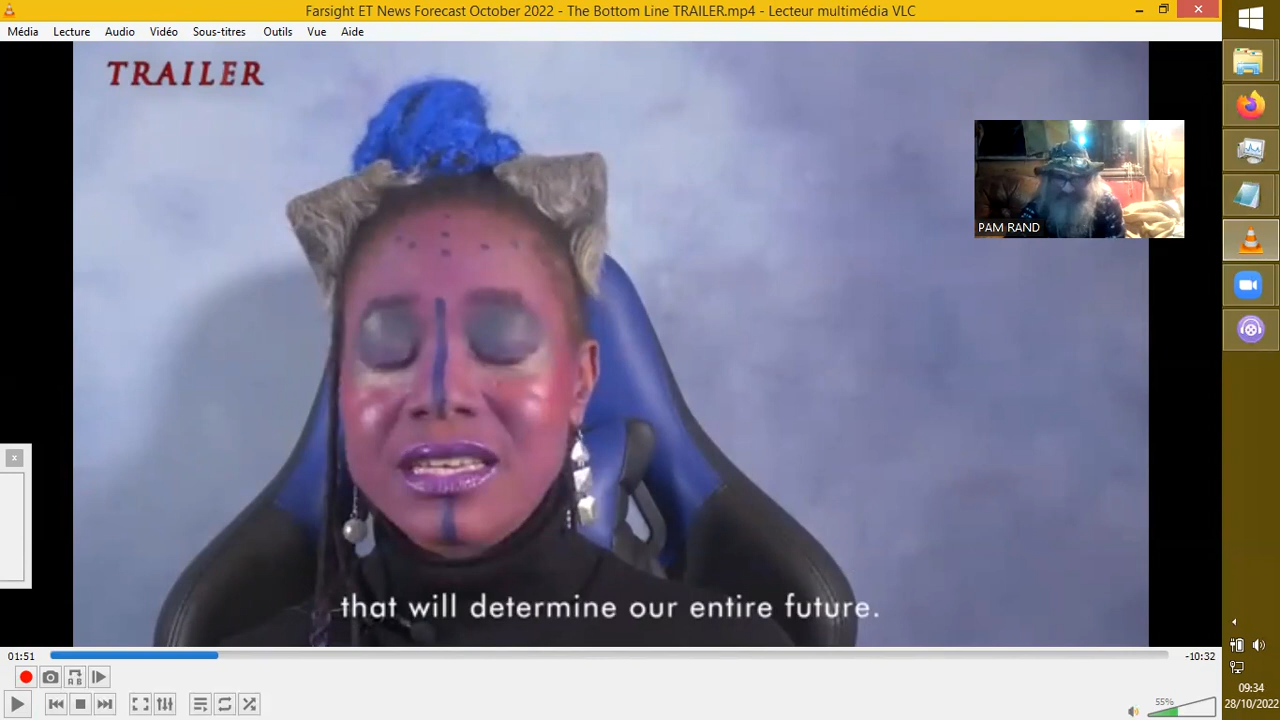 Farsight ET News Forecast October 2022 - The Bottom Line TRAILER.mp4 - Lecteur multimédia VLC
Média Lecture Audio Vidéo Sous-titres Outils Vue Aide
TRAILER
PAM RAND
x
that will determine our entire future.
01:51
-10:32
A B
55%
09:34
28/10/2022